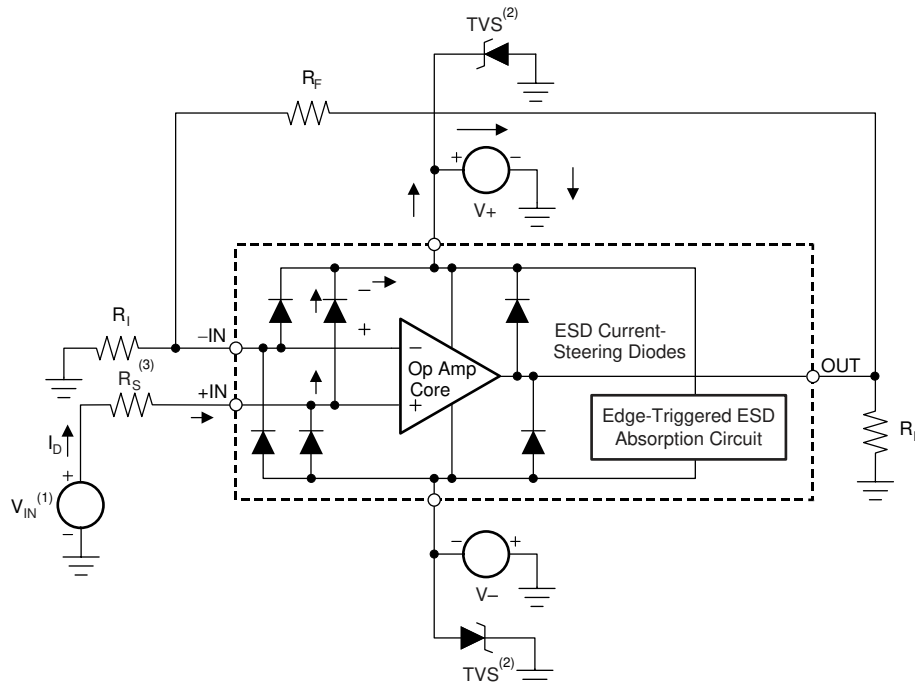 TVS(2)
RF
+ −
V+
RI
−IN
−
+
−
+
Op Amp
Core
ESD Current-
Steering Diodes
OUT
RS(3)
+IN
Edge-Triggered ESD
Absorption Circuit
ID
+
VIN(1)
−
− +
V−
TVS(2)